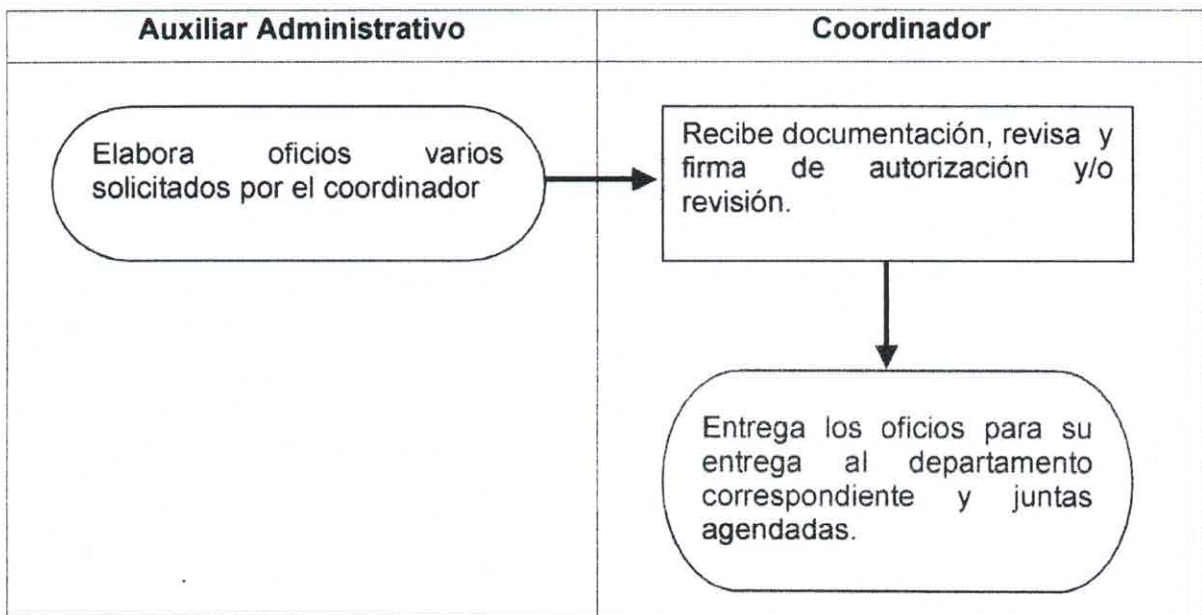 Auxiliar Administrativo
Coordinador
Elabora oficios varios
solicitados por el coordinador
Recibe documentación, revisa y
firma de autorización y/o
revisión.
Entrega los oficios para su
entrega al departamento
correspondiente y juntas
agendadas.